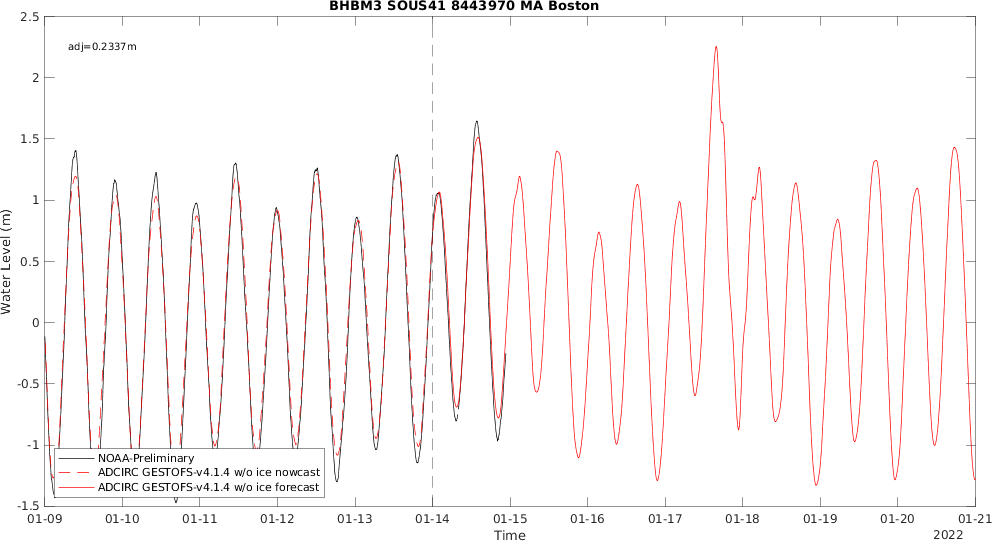 BHBM3 SOUS41 8443970 MA Boston
adj=0.2337m
2.5
2
1.5
1
0.5
0
-0.5
-1
-1.5
Water Level (m)
NOAA-Preliminary
ADCIRC GESTOFS-v4.1.4 w/o ice nowcast
ADCIRC GESTOFS-v4.1.4 w/o ice forecast
01-09 01-10 01-11 01-12 01-13 01-14 01-15 01-16 01-17 01-18 01-19 01-20 01-21
Time
2022